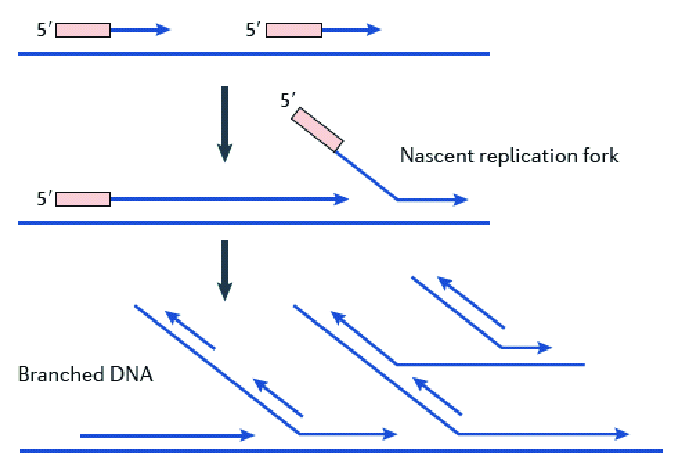 5′ 5′
5′
Nascent replication fork
5′
Branched DNA